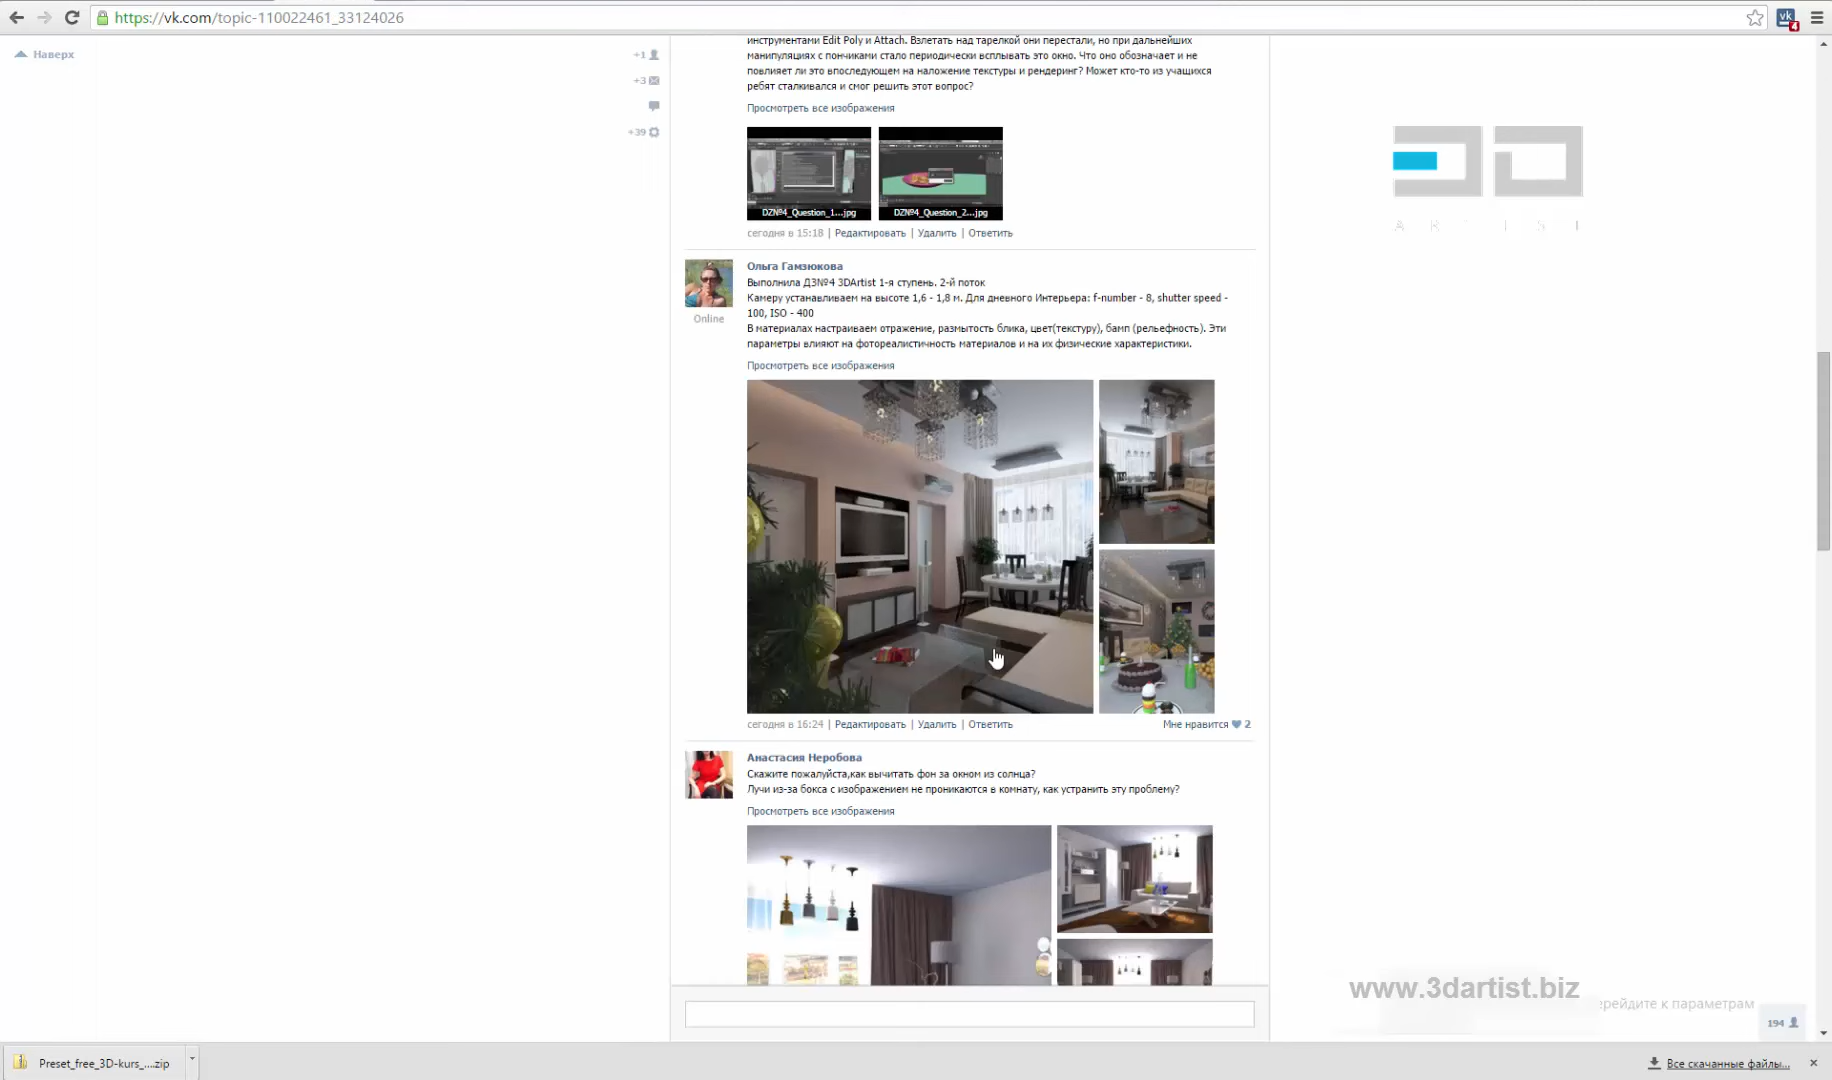 https://vk.com/topic-110022461_33124026
Наверх
+1
+3
+39
инструментами Edit Poly и Attach. Взлетать над тарелкой они перестали, но при дальнейших
манипуляциях с пончиками стало периодически всплывать это окно. Что оно обозначает и не
повлияет ли это впоследующем на наложение текстуры и рендеринг? Может кто-то из учащихся
ребят сталкивался и смог решить этот вопрос?
Просмотреть все изображения
DZ№4_Question_1...jpg
DZ№4_Question_2...jpg
сегодня в 15:18 | Редактировать | Удалить | Ответить
Ольга Гамзюкова
Выполнила ДЗ№4 3DArtist 1-я ступень. 2-й поток
Камеру устанавливаем на высоте 1,6 - 1,8 м. Для дневного Интерьера: f-number - 8, shutter speed -
100, ISO - 400
В материалах настраиваем отражение, размытость блика, цвет(текстуру), бамп (рельефность). Эти
параметры влияют на фотореалистичность материалов и на их физические характеристики.
Online
Просмотреть все изображения
сегодня в 16:24 | Редактировать | Удалить | Ответить
Мне нравится 2
Анастасия Неробова
Скажите пожалуйста,как вычитать фон за окном из солнца?
Лучи из-за бокса с изображением не проникаются в комнату, как устранить эту проблему?
Просмотреть все изображения
3D
A R T I S T
www.3dartist.biz
ерейдите к параметрам
194
Preset_free_3D-kurs_....zip
Все скачанные файлы...
vk
4